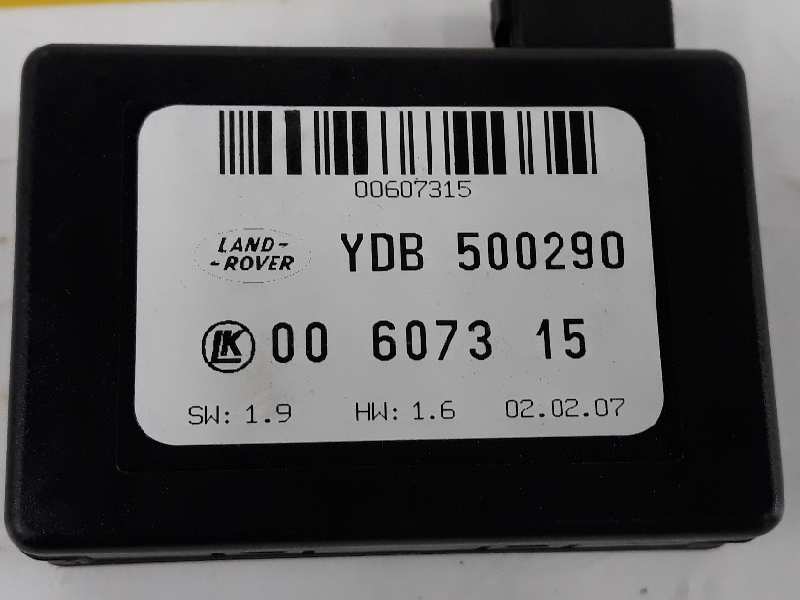 00607315
LAND-
-ROVER
YDB 500290
LK 00 6073 15
SW: 1.9 HW: 1.6 02.02.07